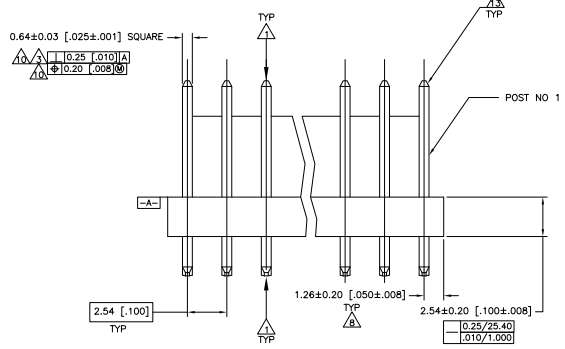 13
TYP
TYP
1
0.64±0.03 [.025±.001] SQUARE
10 3 ⊥ 0.25 [.010] A
10 ⌖ 0.20 [.008 Ⓜ]
POST NO 1
-A-
1.26±0.20 [.050±.008]
TYP
8
2.54 [.100]
TYP
1
TYP
2.54±0.20 [.100±.008]
— 0.25/25.40
.010/1.000